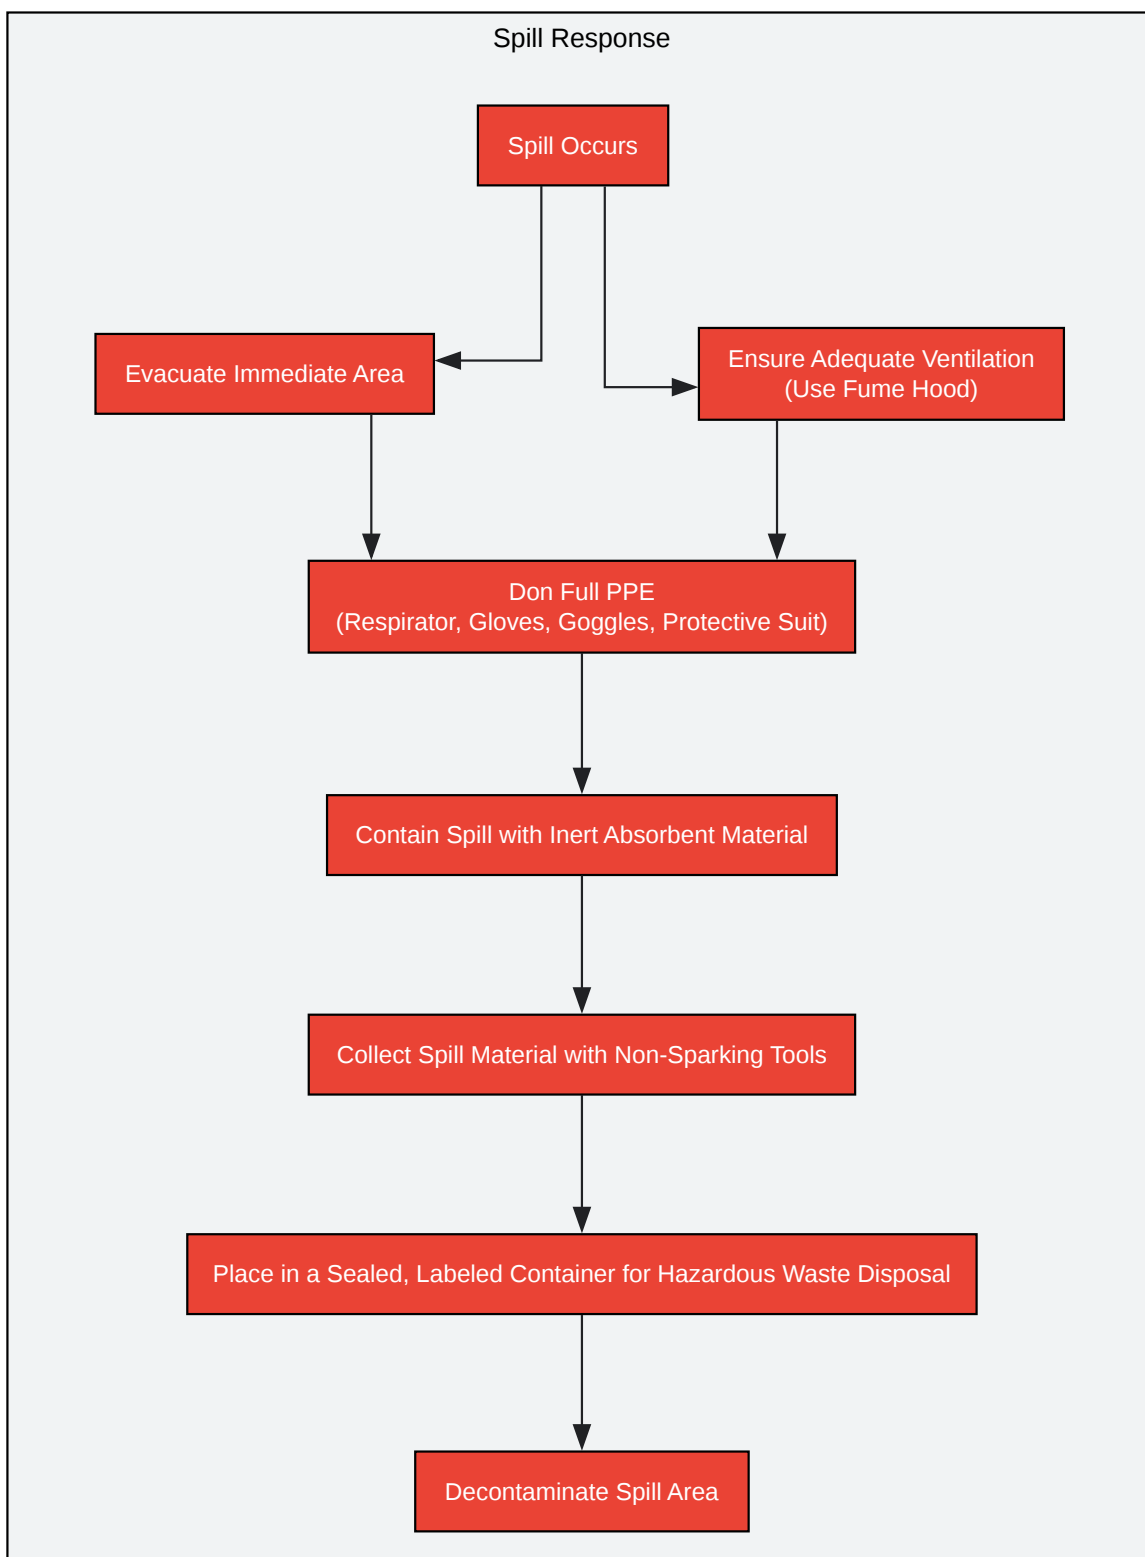 Spill Response
Spill Occurs
Evacuate Immediate Area
Ensure Adequate Ventilation
(Use Fume Hood)
Don Full PPE
(Respirator, Gloves, Goggles, Protective Suit)
Contain Spill with Inert Absorbent Material
Collect Spill Material with Non-Sparking Tools
Place in a Sealed, Labeled Container for Hazardous Waste Disposal
Decontaminate Spill Area